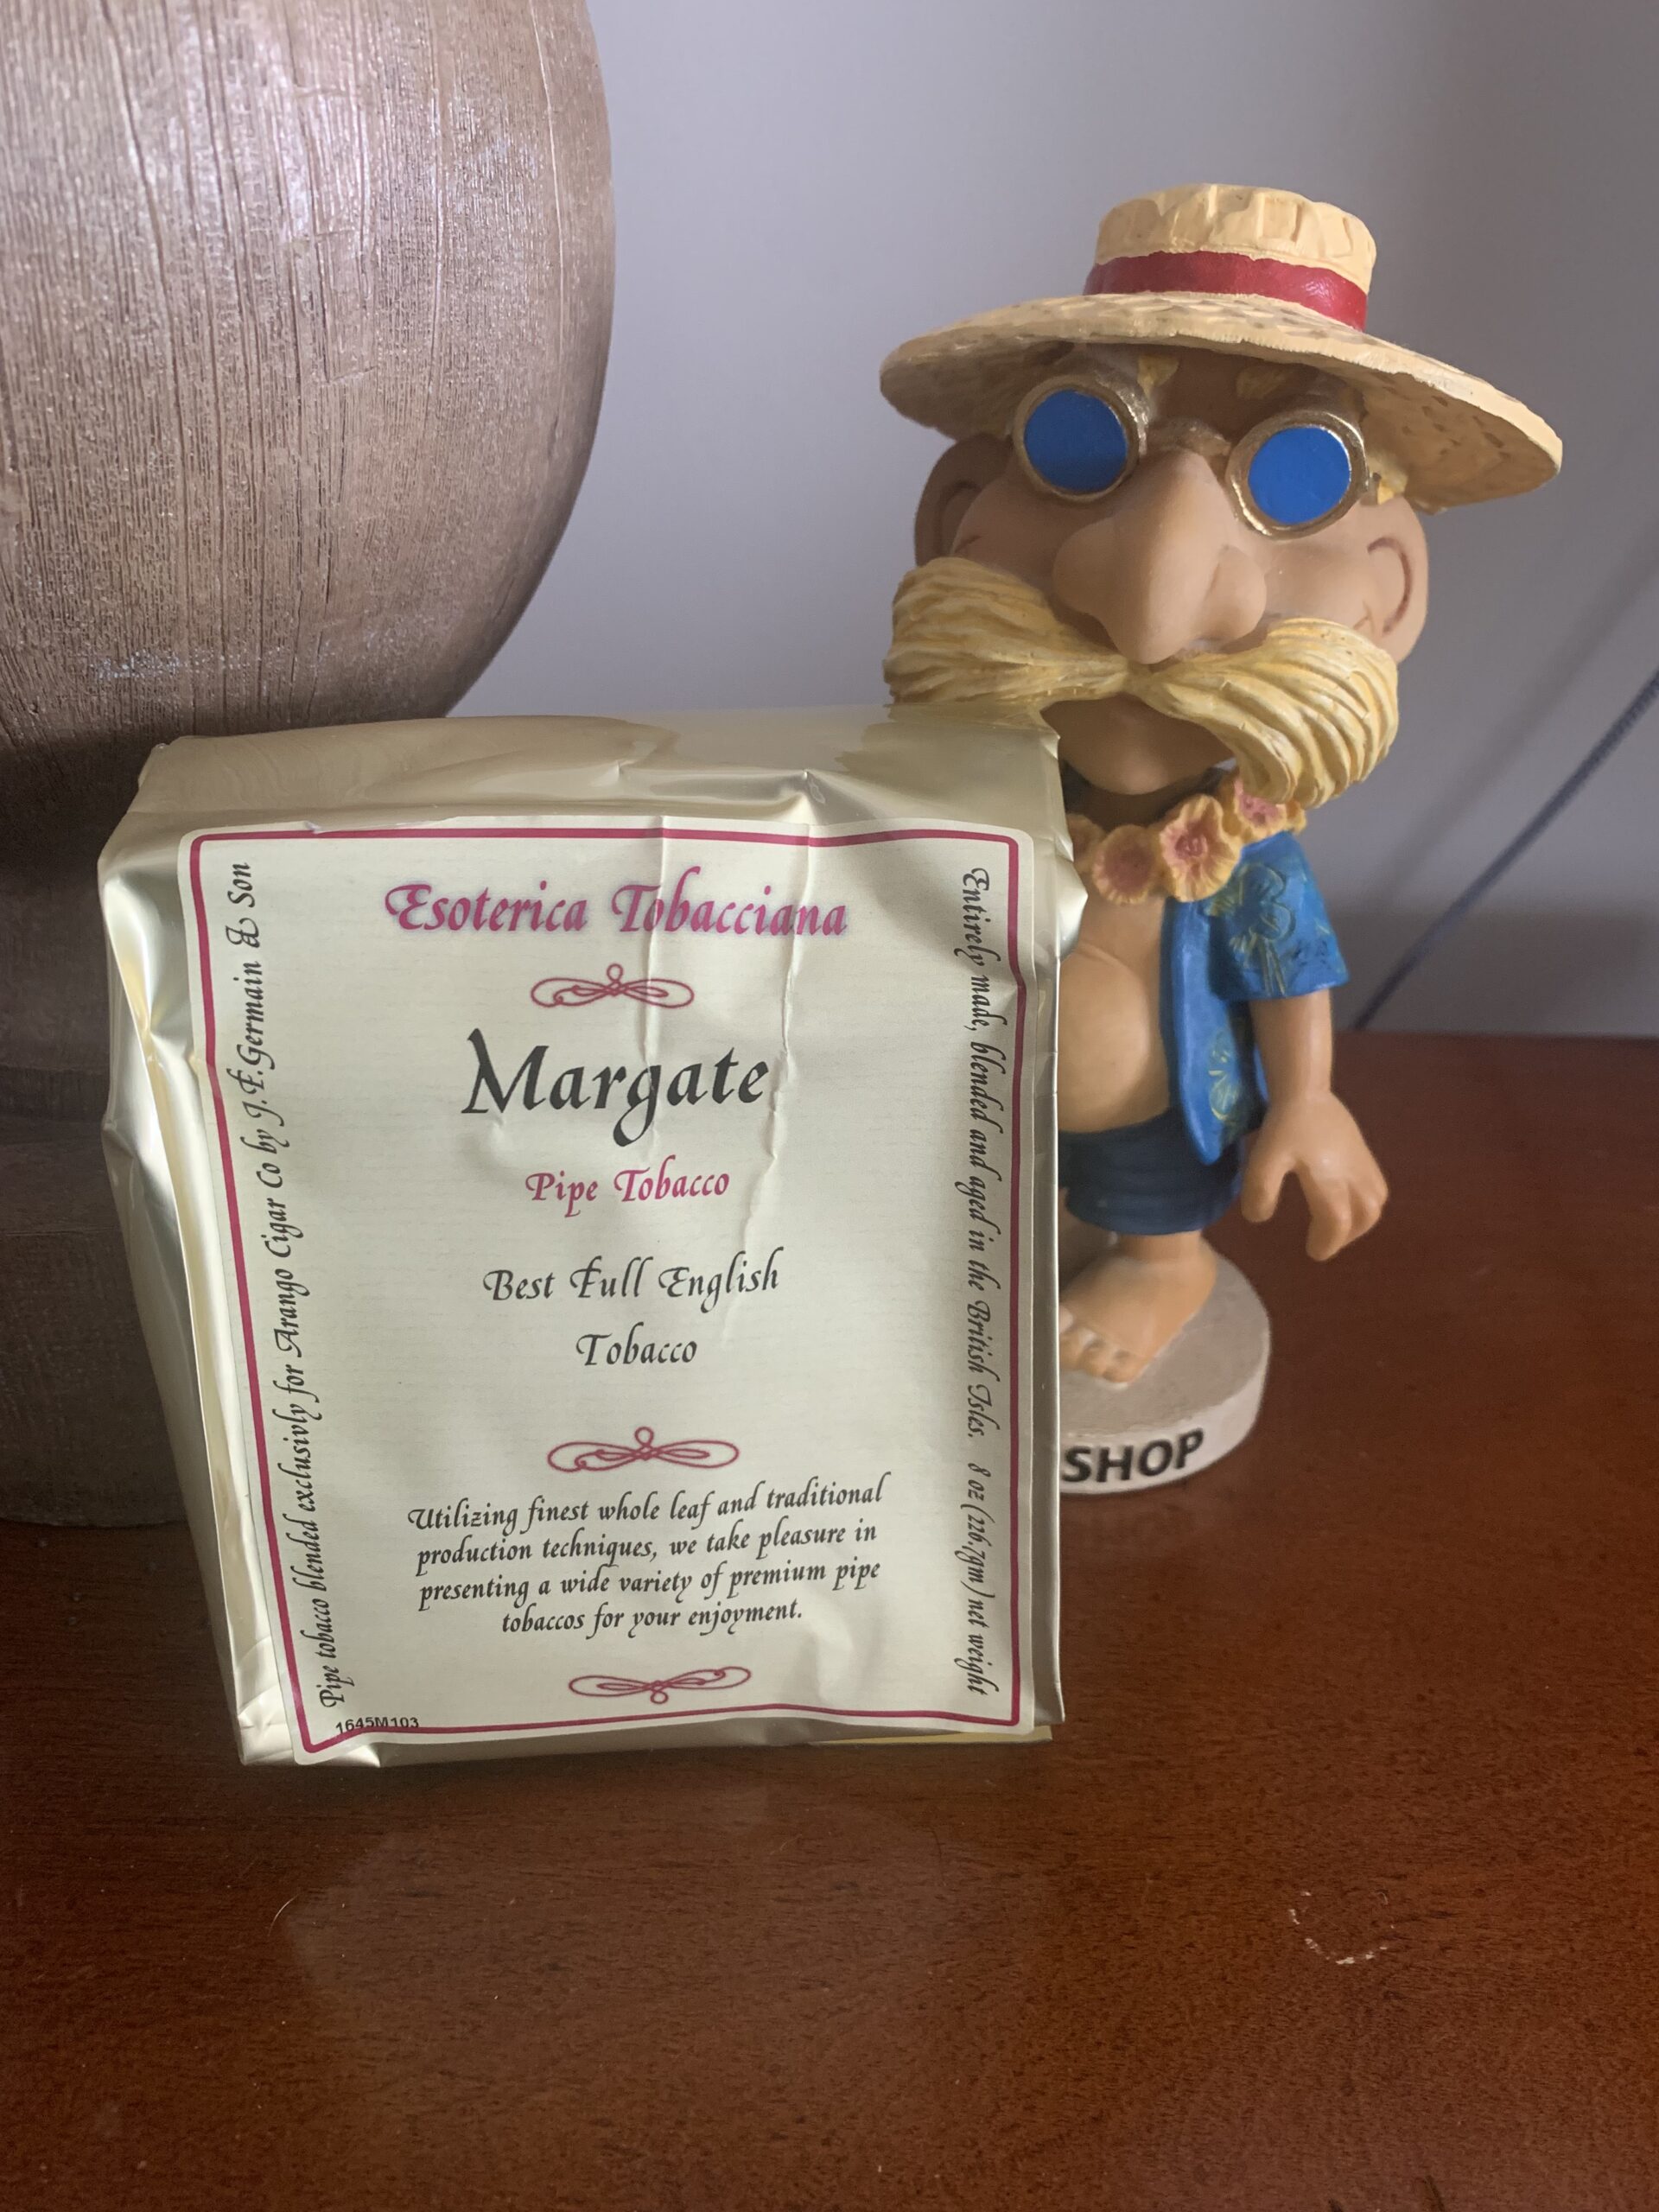 Esoterica Tobacciana
Margate
Pipe Tobacco
Best Full English
Tobacco
Utilizing finest whole leaf and traditional
production techniques, we take pleasure in
presenting a wide variety of premium pipe
tobaccos for your enjoyment.
Pipe tobacco blended exclusivly for Arango Cigar Co by J.F.Germain & Son
Entirely made, blended and aged in the British Isles. 8 oz (226.7gm) net weight
1645M103
SHOP